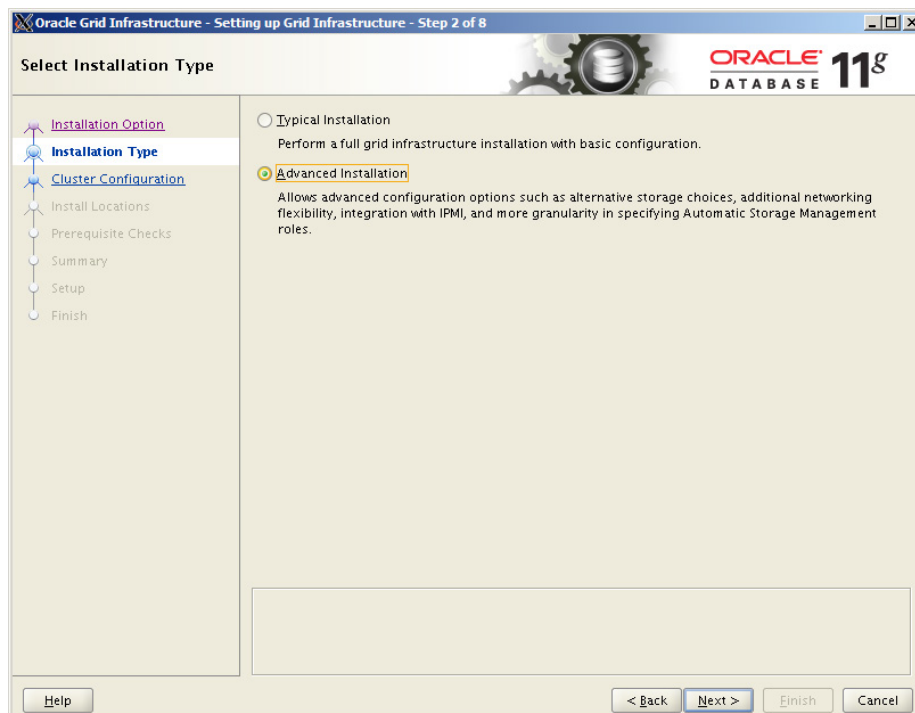 Oracle Grid Infrastructure - Setting up Grid Infrastructure - Step 2 of 8
Select Installation Type
ORACLE
DATABASE
11g
Installation Option
Installation Type
Cluster Configuration
Install Locations
Prerequisite Checks
Summary
Setup
Finish
Typical Installation
Perform a full grid infrastructure installation with basic configuration.
Advanced Installation
Allows advanced configuration options such as alternative storage choices, additional networking
flexibility, integration with IPMI, and more granularity in specifying Automatic Storage Management
roles.
Help
< Back
Next >
Finish
Cancel